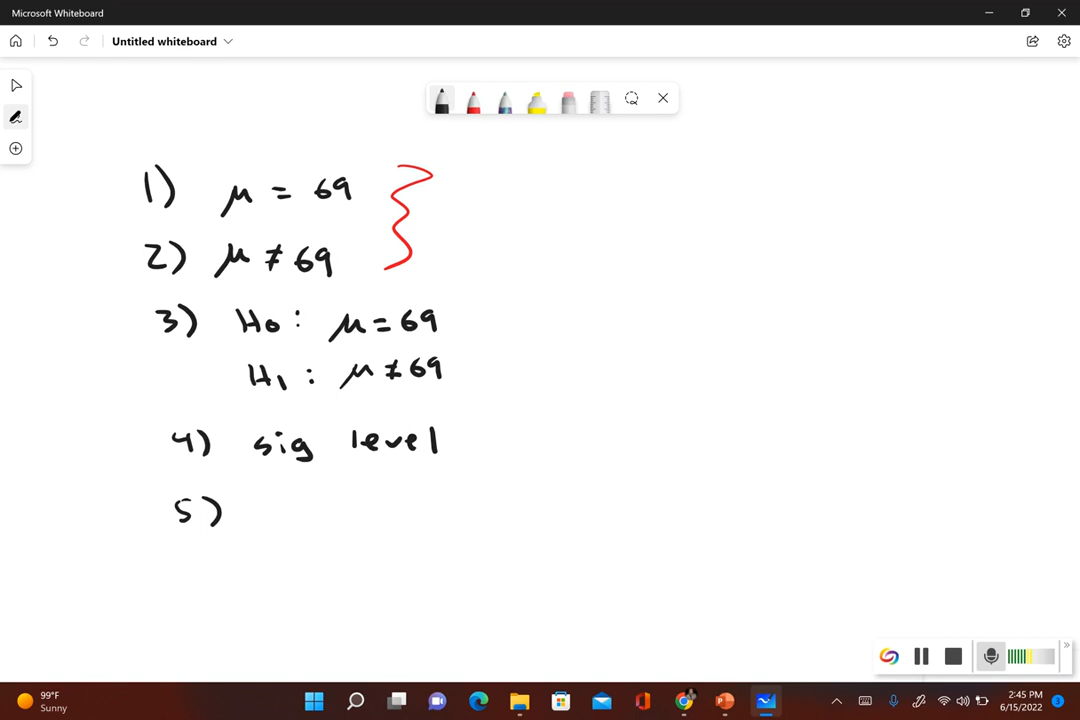 Microsoft Whiteboard
Untitled whiteboard
1) μ = 69
2) μ ≠ 69
3) H0 : μ = 69
H1 : μ ≠ 69
4) sig level
5)
99°F
Sunny
2:45 PM
6/15/2022
3